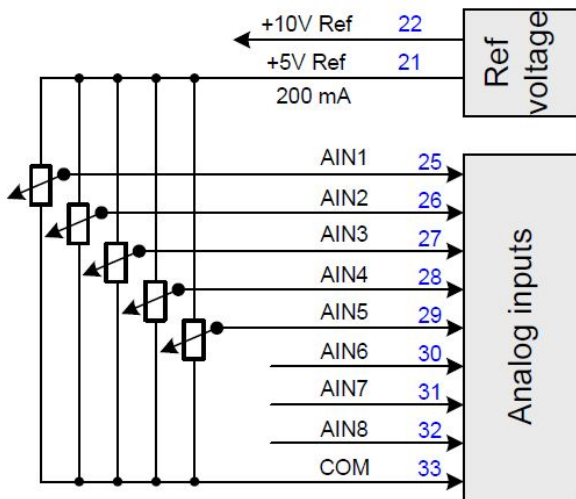 +10V Ref 22
+5V Ref 21
200 mA
Ref
voltage
AIN1 25
AIN2 26
AIN3 27
AIN4 28
AIN5 29
AIN6 30
AIN7 31
AIN8 32
COM 33
Analog inputs